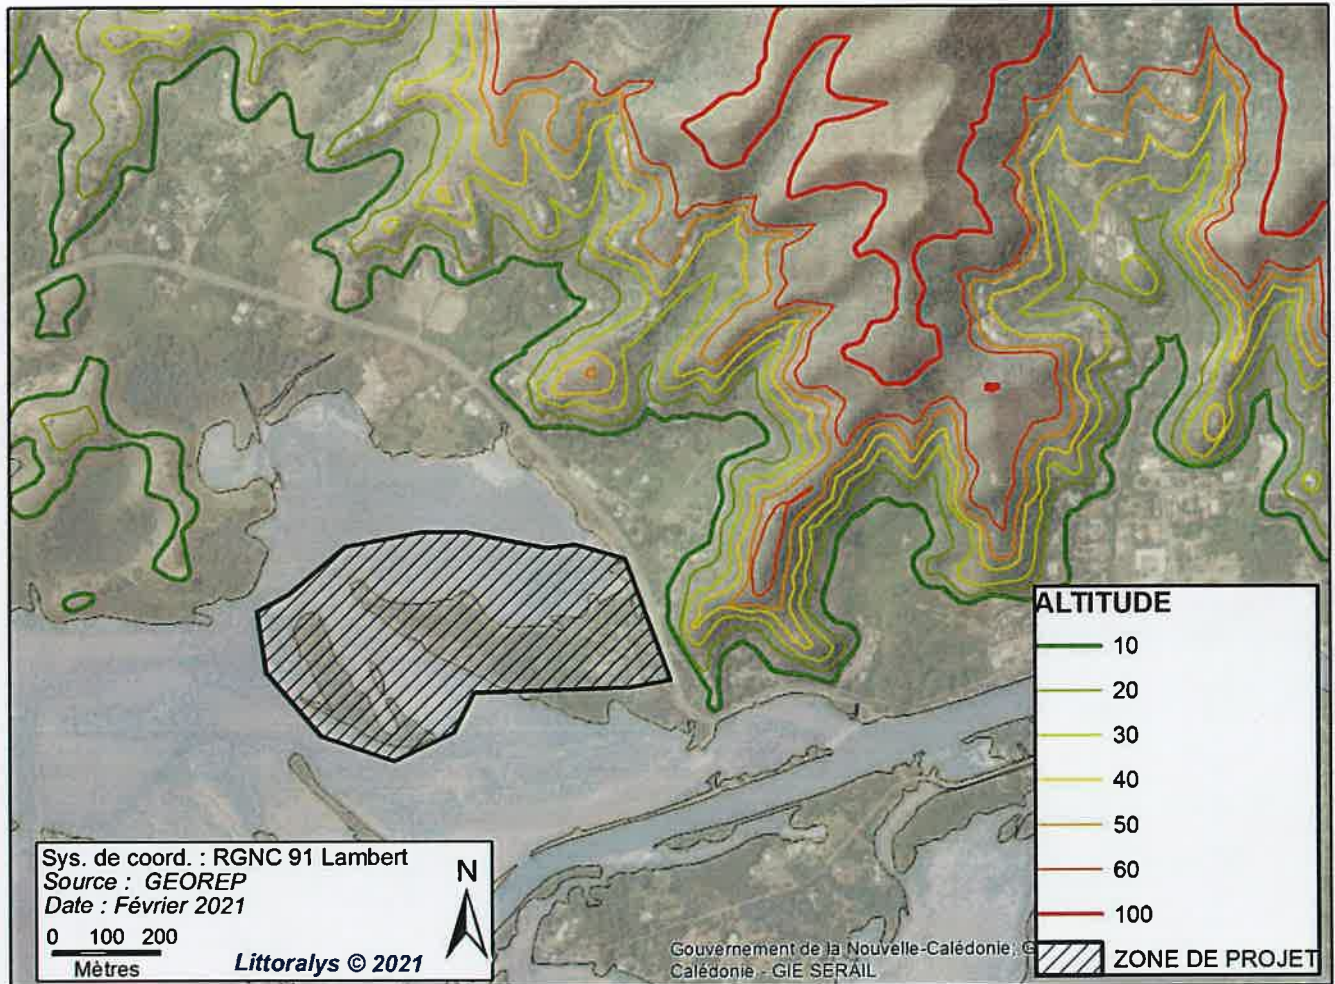 ALTITUDE
10
20
30
40
50
60
100
ZONE DE PROJET
Sys. de coord. : RGNC 91 Lambert
Source : GEOREP
Date : Février 2021
0 100 200
Mètres
N
Littoralys © 2021
Gouvernement de la Nouvelle-Calédonie, G
Calédonie - GIE SERAIL